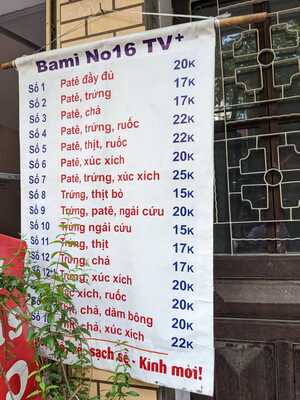 Bami No16 TV+
Số 1 Patê đầy đủ 20K
Số 2 Patê, trứng 17K
Số 3 Patê, chả 17K
Số 4 Patê, trứng, ruốc 22K
Số 5 Patê, thịt, ruốc 22K
Số 6 Patê, xúc xích 20K
Số 7 Patê, trứng, xúc xích 25K
Số 8 Trứng, thịt bò 15K
Số 9 Trứng, patê, ngải cứu 20K
Số 10 Trứng ngải cứu 15K
Số 11 Trứng, thịt 17K
Số 12 Trứng, chả 17K
Trứng, xúc xích 20K
xúc xích, ruốc 20K
chả, dăm bông 20K
chả, xúc xích 22K
sạch sẽ - Kính mời!